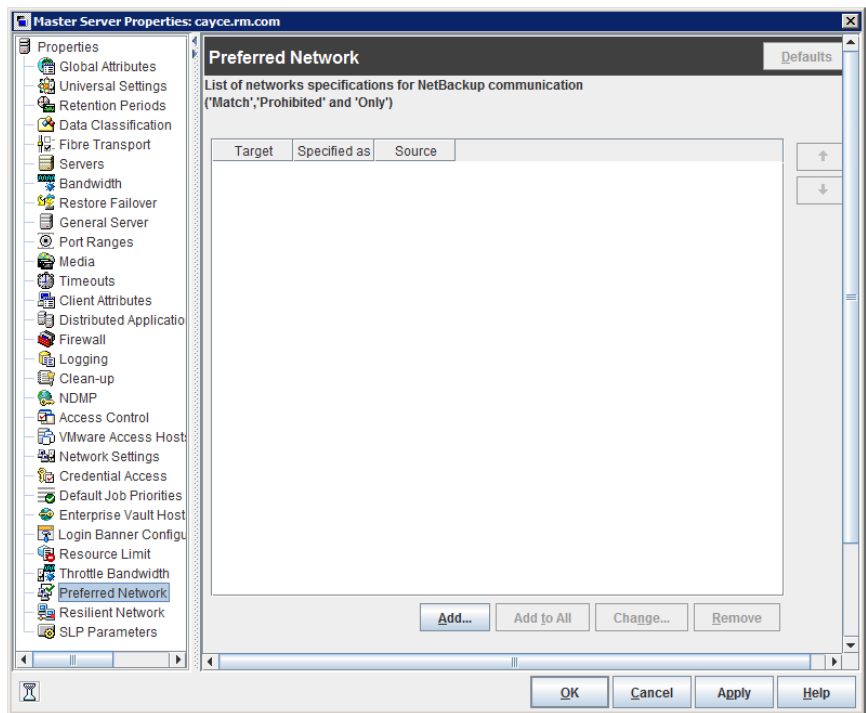 Master Server Properties: cayce.rm.com
Properties
Global Attributes
Universal Settings
Retention Periods
Data Classification
Fibre Transport
Servers
Bandwidth
Restore Failover
General Server
Port Ranges
Media
Timeouts
Client Attributes
Distributed Applicatio
Firewall
Logging
Clean-up
NDMP
Access Control
VMware Access Hosts
Network Settings
Credential Access
Default Job Priorities
Enterprise Vault Host
Login Banner Configu
Resource Limit
Throttle Bandwidth
Preferred Network
Resilient Network
SLP Parameters
Preferred Network
Defaults
List of networks specifications for NetBackup communication
('Match','Prohibited' and 'Only')
Target Specified as Source
Add... Add to All Change... Remove
OK Cancel Apply Help